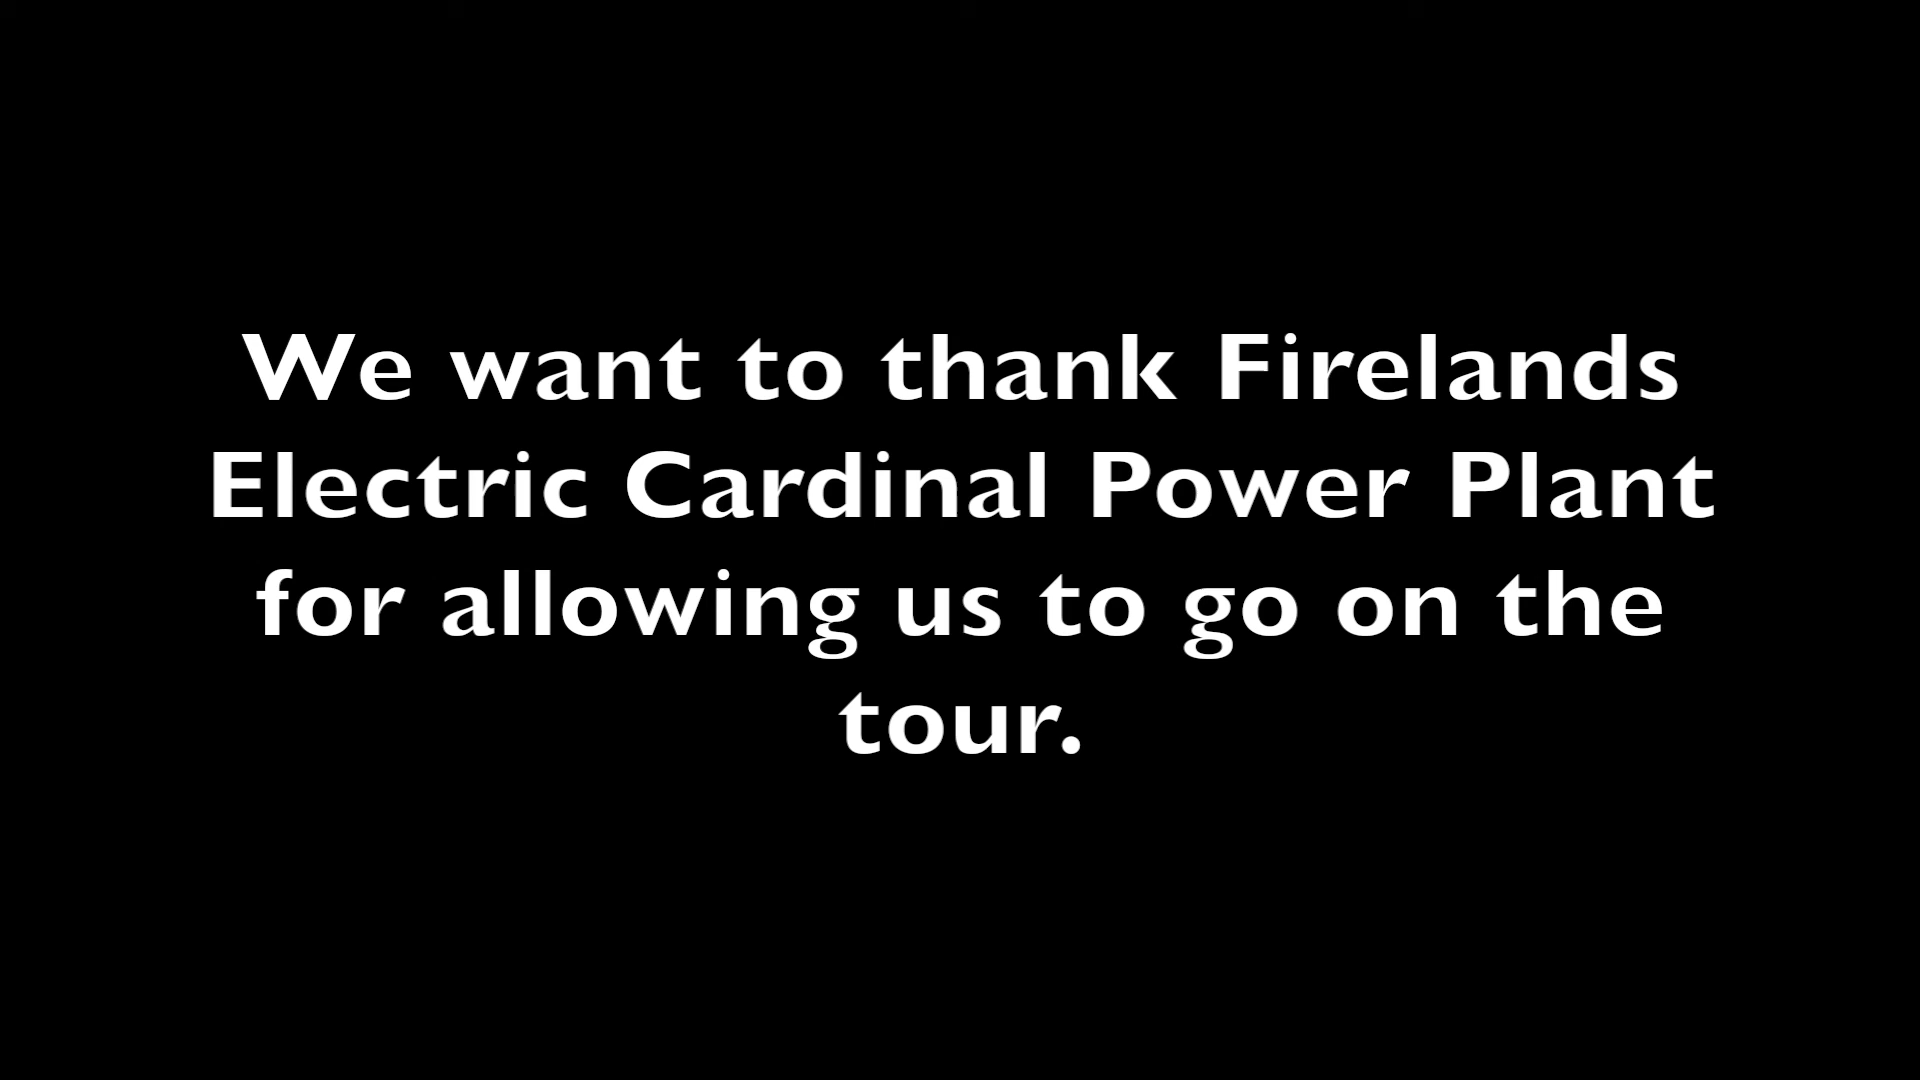 We want to thank Firelands
Electric Cardinal Power Plant
for allowing us to go on the
tour.